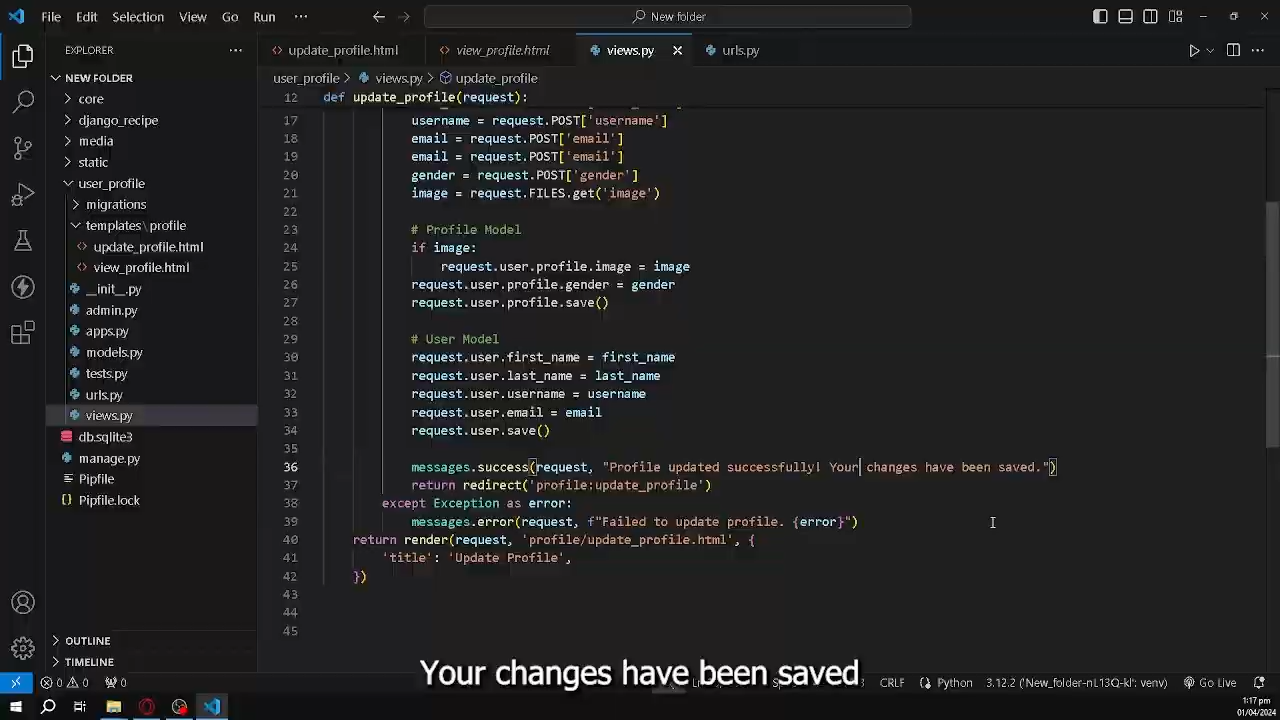 File Edit Selection View Go Run ··· New folder
EXPLORER ··· update_profile.html view_profile.html views.py urls.py
NEW FOLDER
core
django_recipe
media
static
user_profile
migrations
templates\profile
update_profile.html
view_profile.html
__init__.py
admin.py
apps.py
models.py
tests.py
urls.py
views.py
db.sqlite3
manage.py
Pipfile
Pipfile.lock
OUTLINE
TIMELINE
user_profile > views.py > update_profile
12 def update_profile(request):
17 username = request.POST['username']
18 email = request.POST['email']
19 email = request.POST['email']
20 gender = request.POST['gender']
21 image = request.FILES.get('image')
22
23 # Profile Model
24 if image:
25 request.user.profile.image = image
26 request.user.profile.gender = gender
27 request.user.profile.save()
28
29 # User Model
30 request.user.first_name = first_name
31 request.user.last_name = last_name
32 request.user.username = username
33 request.user.email = email
34 request.user.save()
35
36 messages.success(request, "Profile updated successfully! Your changes have been saved.")
37 return redirect('profile:update_profile')
38 except Exception as error:
39 messages.error(request, f"Failed to update profile. {error}")
40 return render(request, 'profile/update_profile.html', {
41 'title': 'Update Profile',
42 })
43
44
45
Your changes have been saved
0 0 0 CRLF Python 3.12.2 ('New_folder-nL13Q-kl': venv) Go Live
1:17 pm
01/04/2024